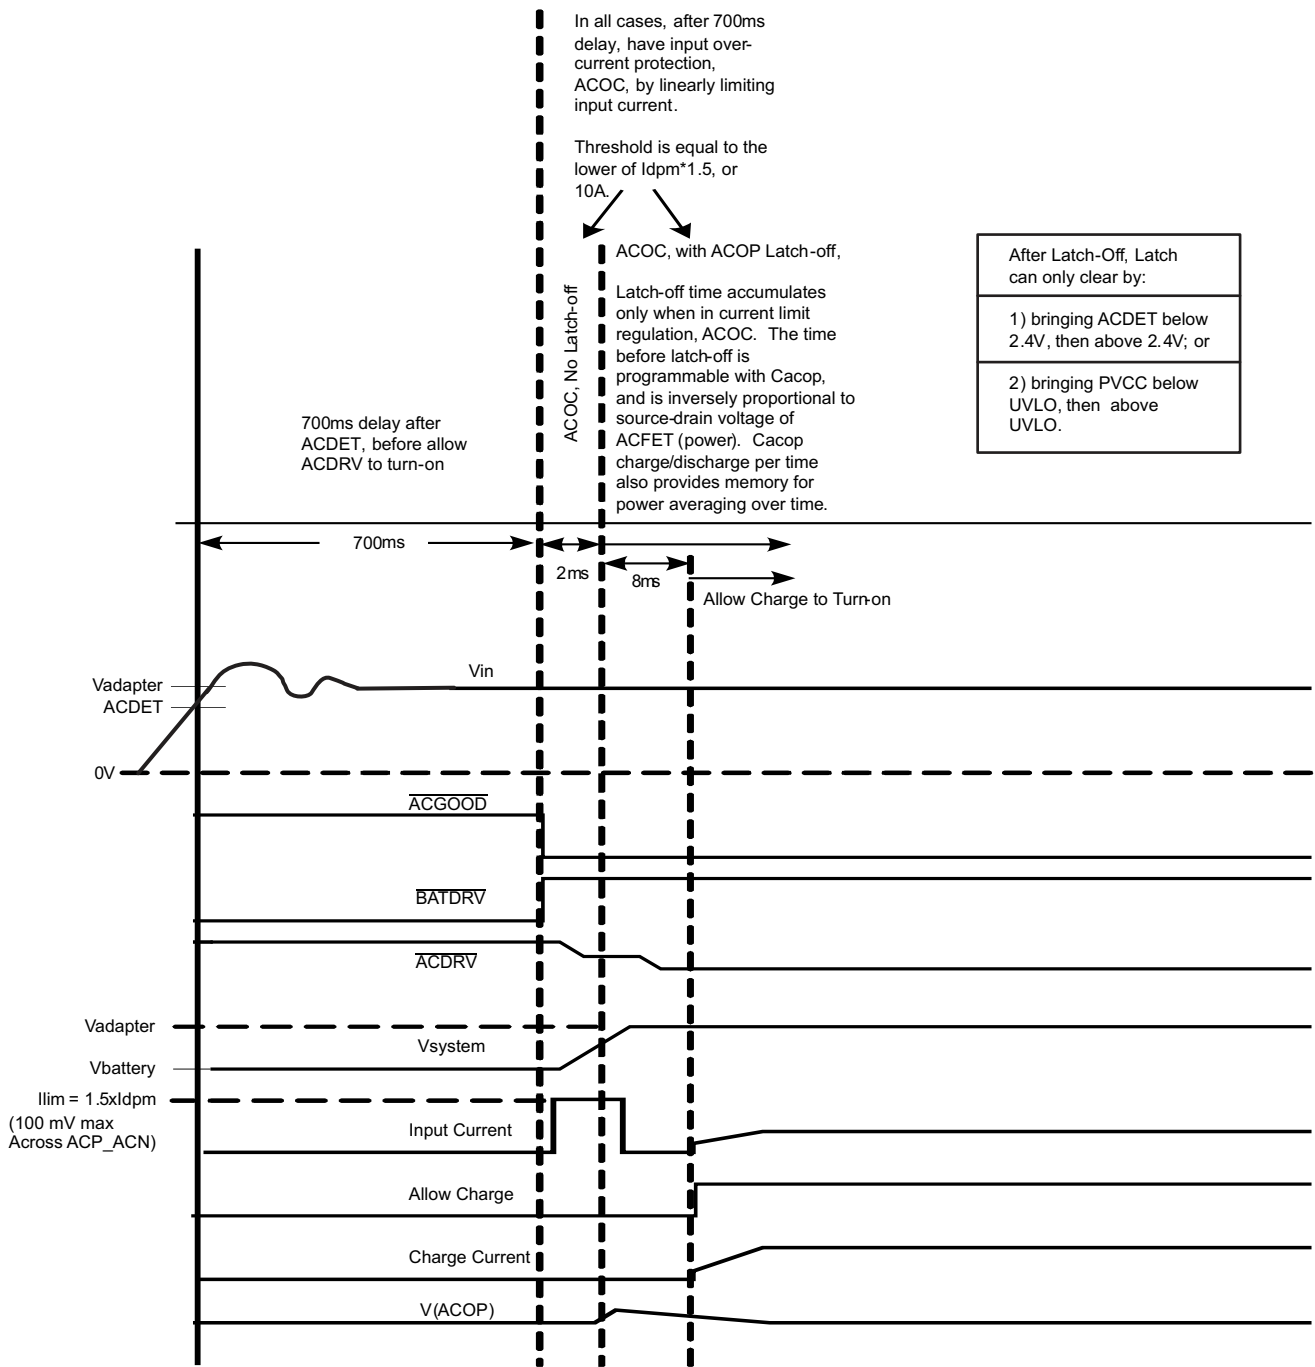 In all cases, after 700ms
delay, have input over-
current protection,
ACOC, by linearly limiting
input current.
Threshold is equal to the
lower of Idpm*1.5, or
10A.
ACOC, No Latch-off
ACOC, with ACOP Latch-off,
Latch-off time accumulates
only when in current limit
regulation, ACOC. The time
before latch-off is
programmable with Cacop,
and is inversely proportional to
source-drain voltage of
ACFET (power). Cacop
charge/discharge per time
also provides memory for
power averaging over time.
After Latch-Off, Latch
can only clear by:
1) bringing ACDET below
2.4V, then above 2.4V; or
2) bringing PVCC below
UVLO, then above
UVLO.
700ms delay after
ACDET, before allow
ACDRV to turn-on
700ms
2ms
8ms
Allow Charge to Turn-on
Vin
Vadapter
ACDET
0V
ACGOOD
BATDRV
ACDRV
Vadapter
Vsystem
Vbattery
Ilim = 1.5xIdpm
(100 mV max
Across ACP_ACN)
Input Current
Allow Charge
Charge Current
V(ACOP)